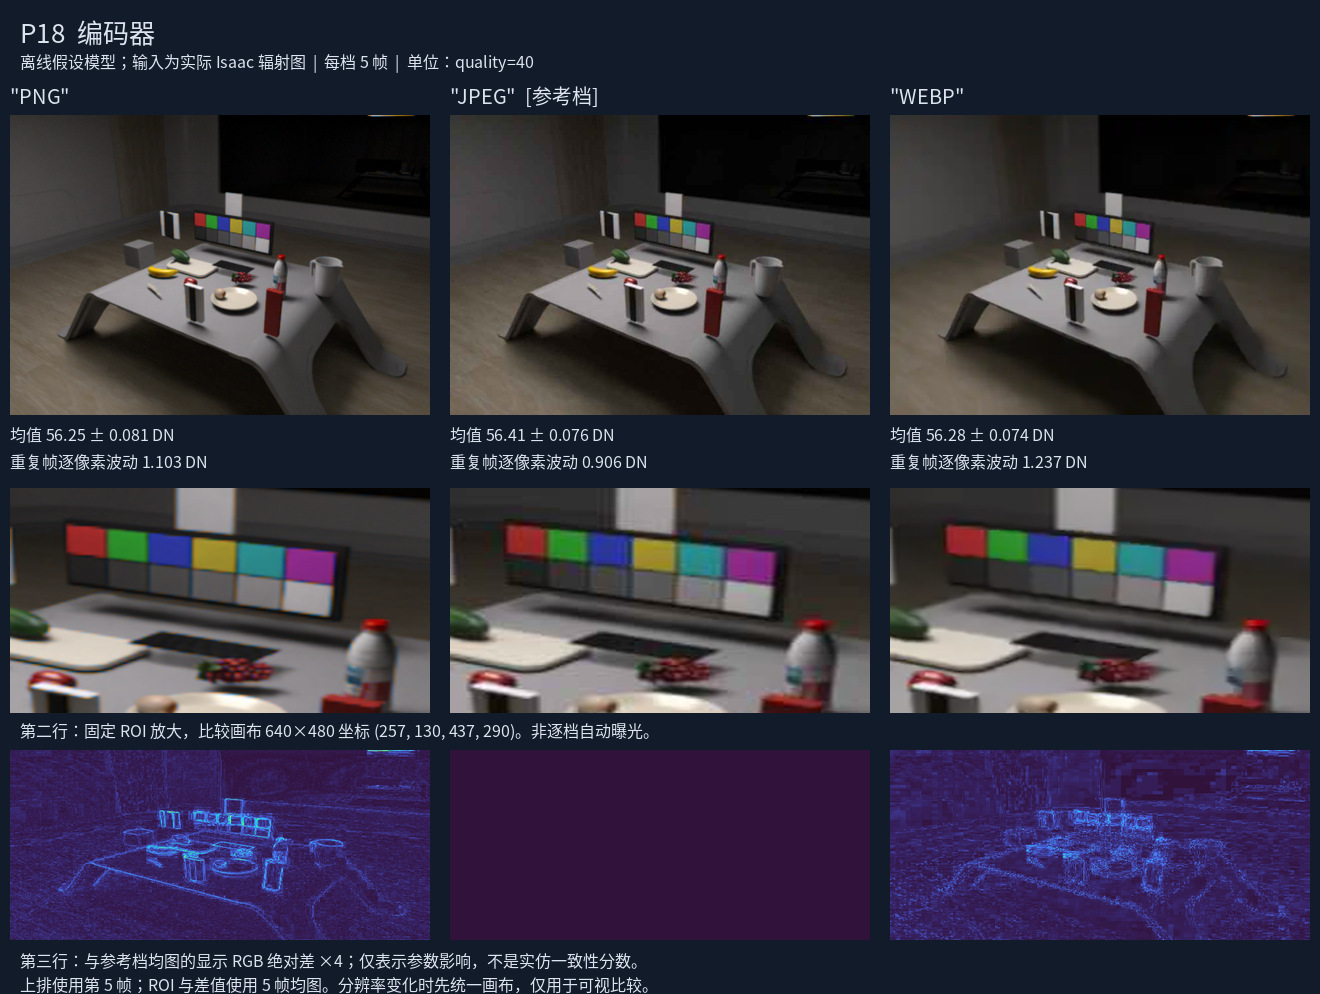 P18 编码器
离线假设模型；输入为实际 Isaac 辐射图 | 每档 5 帧 | 单位：quality=40
"PNG" "JPEG" [参考档] "WEBP"
均值 56.25 ± 0.081 DN 均值 56.41 ± 0.076 DN 均值 56.28 ± 0.074 DN
重复帧逐像素波动 1.103 DN 重复帧逐像素波动 0.906 DN 重复帧逐像素波动 1.237 DN
第二行：固定 ROI 放大，比较画布 640×480 坐标 (257, 130, 437, 290)。非逐档自动曝光。
第三行：与参考档均图的显示 RGB 绝对差 ×4；仅表示参数影响，不是实仿一致性分数。
上排使用第 5 帧；ROI 与差值使用 5 帧均图。分辨率变化时先统一画布，仅用于可视比较。